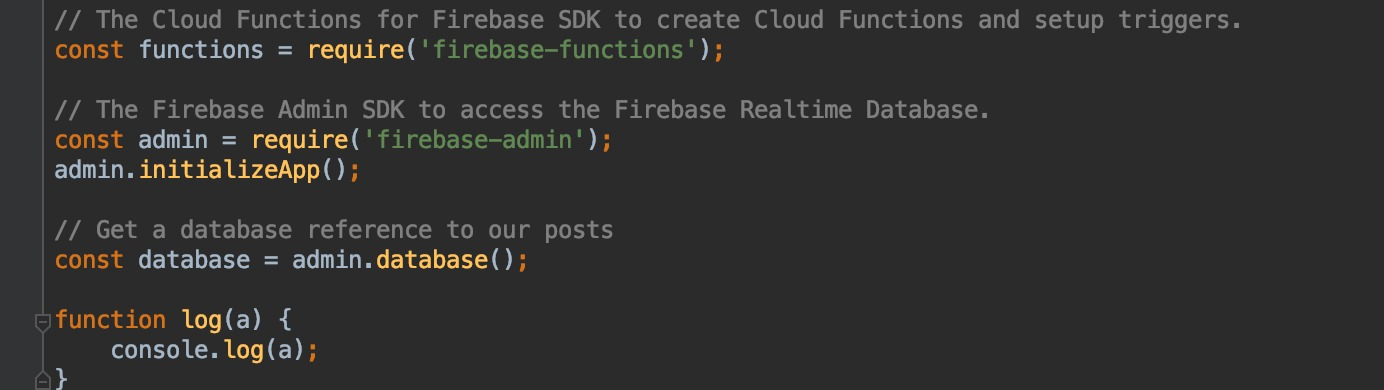 // The Cloud Functions for Firebase SDK to create Cloud Functions and setup triggers.
const functions = require('firebase-functions');
// The Firebase Admin SDK to access the Firebase Realtime Database.
const admin = require('firebase-admin');
admin.initializeApp();
// Get a database reference to our posts
const database = admin.database();
function log(a) {
    console.log(a);
}